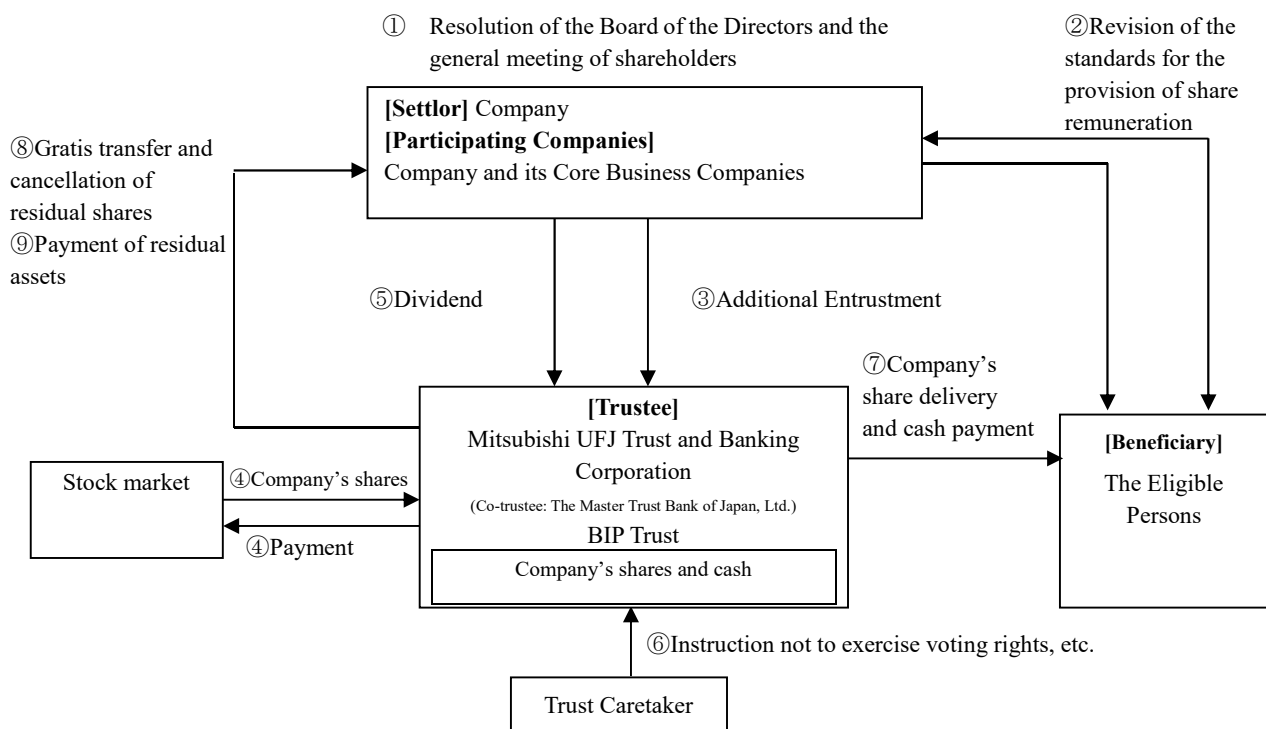 ① Resolution of the Board of the Directors and the
general meeting of shareholders
②Revision of the
standards for the
provision of share
remuneration
[Settlor] Company
[Participating Companies]
Company and its Core Business Companies
⑧Gratis transfer and
cancellation of
residual shares
⑨Payment of residual
assets
⑤Dividend
③Additional Entrustment
⑦Company’s
share delivery
and cash payment
[Trustee]
Mitsubishi UFJ Trust and Banking
Corporation
(Co-trustee: The Master Trust Bank of Japan, Ltd.)
BIP Trust
Company’s shares and cash
[Beneficiary]
The Eligible
Persons
Stock market
④Company’s shares
④Payment
⑥Instruction not to exercise voting rights, etc.
Trust Caretaker